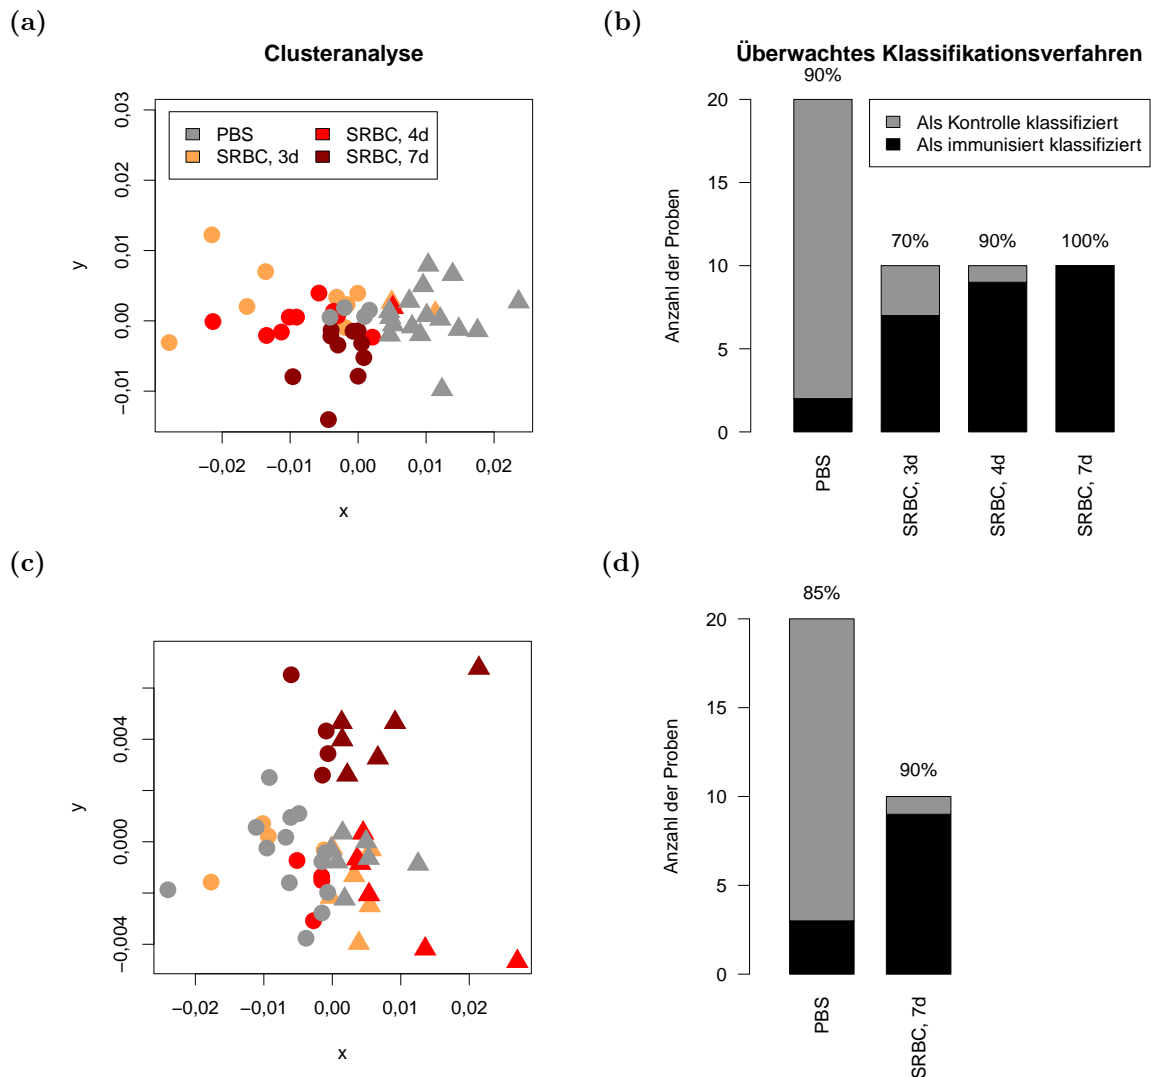 (a)
Clusteranalyse
PBS
SRBC, 3d
SRBC, 4d
SRBC, 7d
0,03
0,02
0,01
0,00
−0,01
y
−0,02
−0,01
0,00
0,01
0,02
x
(b)
Überwachtes Klassifikationsverfahren
90%
Als Kontrolle klassifiziert
Als immunisiert klassifiziert
70%
90%
100%
20
15
10
5
0
Anzahl der Proben
PBS
SRBC, 3d
SRBC, 4d
SRBC, 7d
(c)
0,004
0,000
−0,004
y
−0,02
−0,01
0,00
0,01
0,02
x
(d)
85%
90%
20
15
10
5
0
Anzahl der Proben
PBS
SRBC, 7d